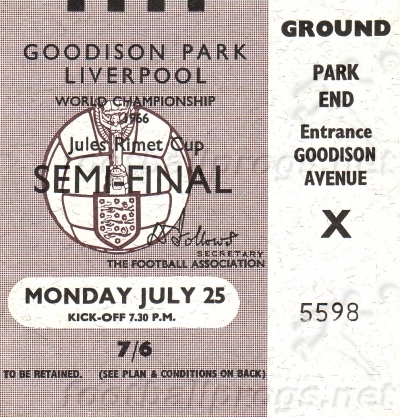 GOODISON PARK
LIVERPOOL
WORLD CHAMPIONSHIP
1966
Jules Rimet Cup
SEMI-FINAL
D Follows
SECRETARY
THE FOOTBALL ASSOCIATION
MONDAY JULY 25
KICK-OFF 7.30 P.M.
7/6
TO BE RETAINED. (SEE PLAN & CONDITIONS ON BACK)
GROUND
PARK
END
Entrance
GOODISON
AVENUE
X
5598
footballprogs.net